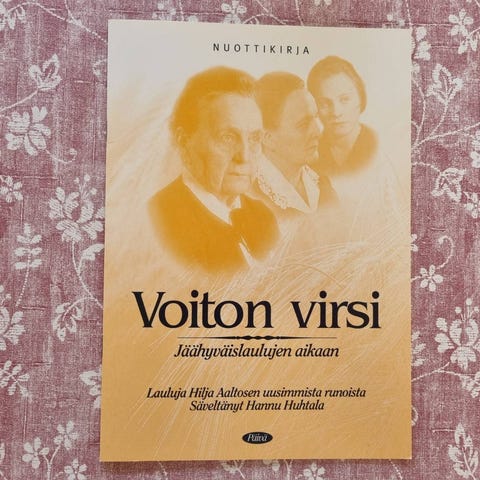 NUOTTIKIRJA
Voiton virsi
Jäähyväislaulujen aikaan
Lauluja Hilja Aaltosen uusimmista runoista
Säveltänyt Hannu Huhtala
Päivä